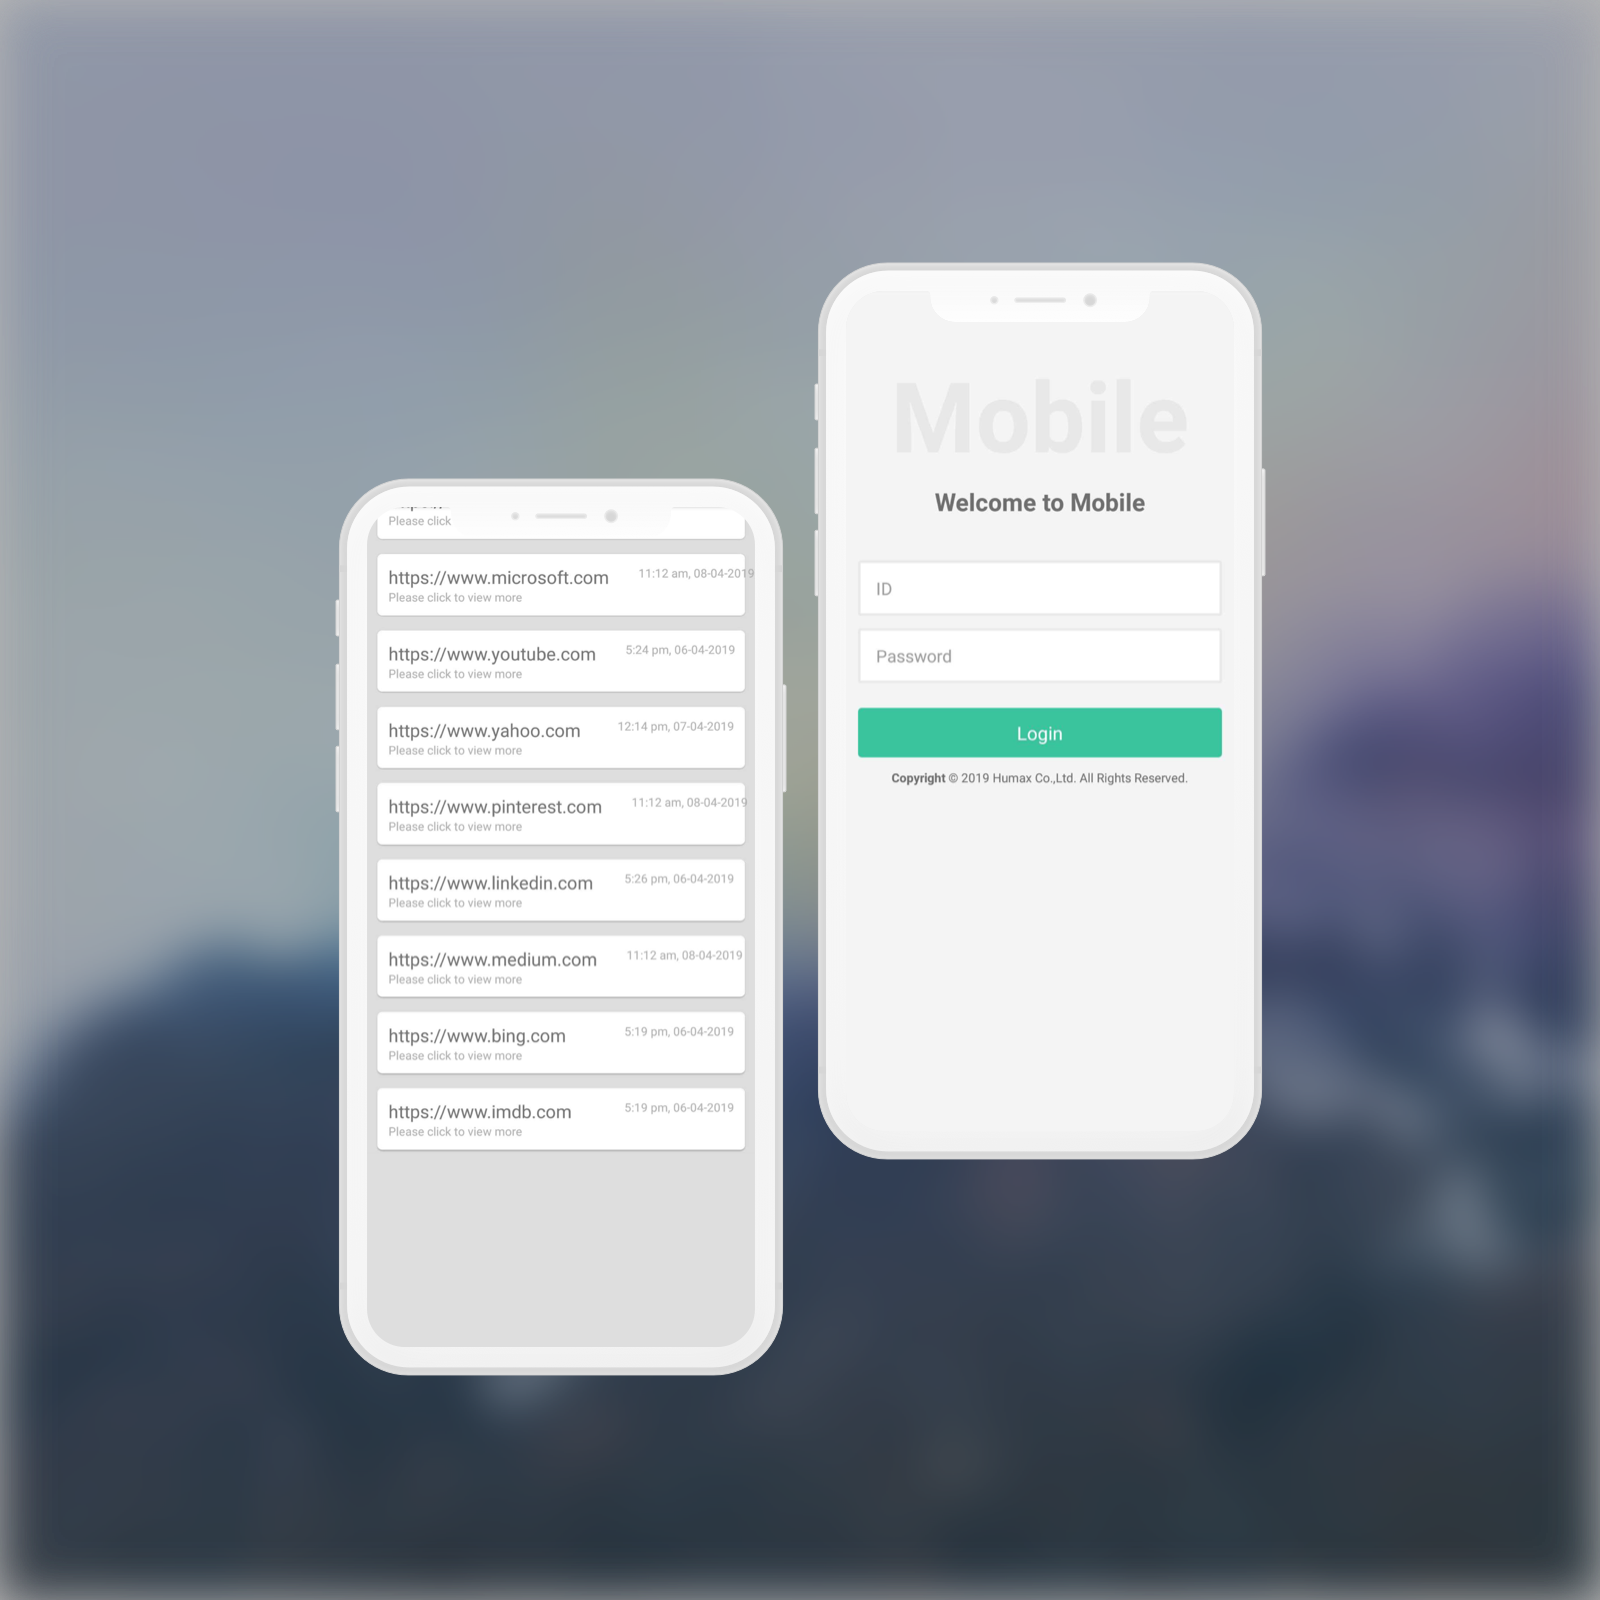 Please click
https://www.microsoft.com 11:12 am, 08-04-2019
Please click to view more
https://www.youtube.com 5:24 pm, 06-04-2019
Please click to view more
https://www.yahoo.com 12:14 pm, 07-04-2019
Please click to view more
https://www.pinterest.com 11:12 am, 08-04-2019
Please click to view more
https://www.linkedin.com 5:26 pm, 06-04-2019
Please click to view more
https://www.medium.com 11:12 am, 08-04-2019
Please click to view more
https://www.bing.com 5:19 pm, 06-04-2019
Please click to view more
https://www.imdb.com 5:19 pm, 06-04-2019
Please click to view more
Mobile
Welcome to Mobile
ID
Password
Login
Copyright © 2019 Humax Co.,Ltd. All Rights Reserved.